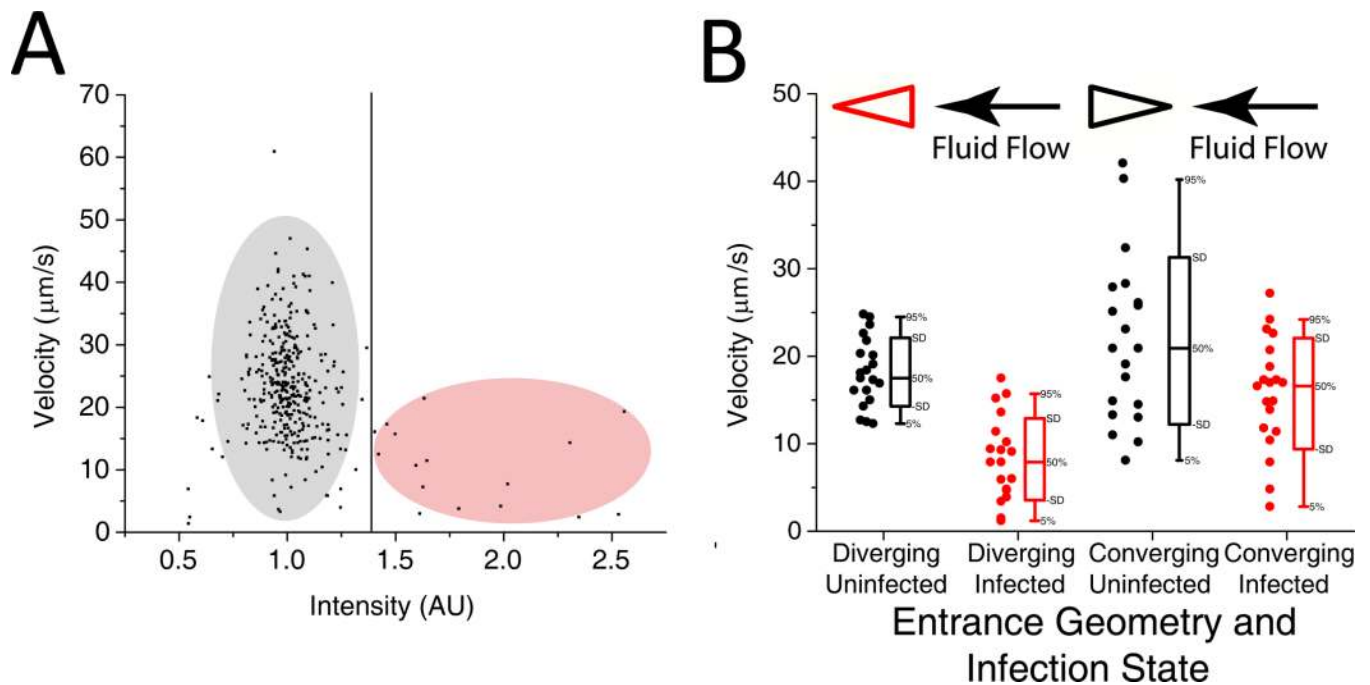 A
70
60
50
40
30
20
10
0
Velocity (μm/s)
0.5 1.0 1.5 2.0 2.5
Intensity (AU)
B
50
40
30
20
10
0
Velocity (μm/s)
Fluid Flow Fluid Flow
95%
SD
50%
-SD
5%
95%
SD
50%
-SD
5%
95%
SD
50%
-SD
5%
95%
SD
50%
-SD
5%
Diverging Diverging Converging Converging
Uninfected Infected Uninfected Infected
Entrance Geometry and
Infection State